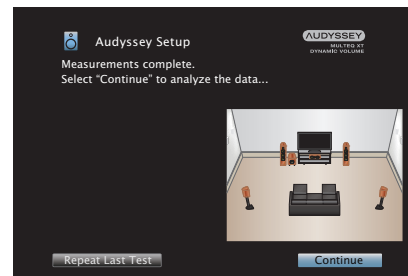 Audyssey Setup
AUDYSSEY
MULTEQ XT
DYNAMIC VOLUME
Measurements complete.
Select “Continue” to analyze the data...
Repeat Last Test
Continue